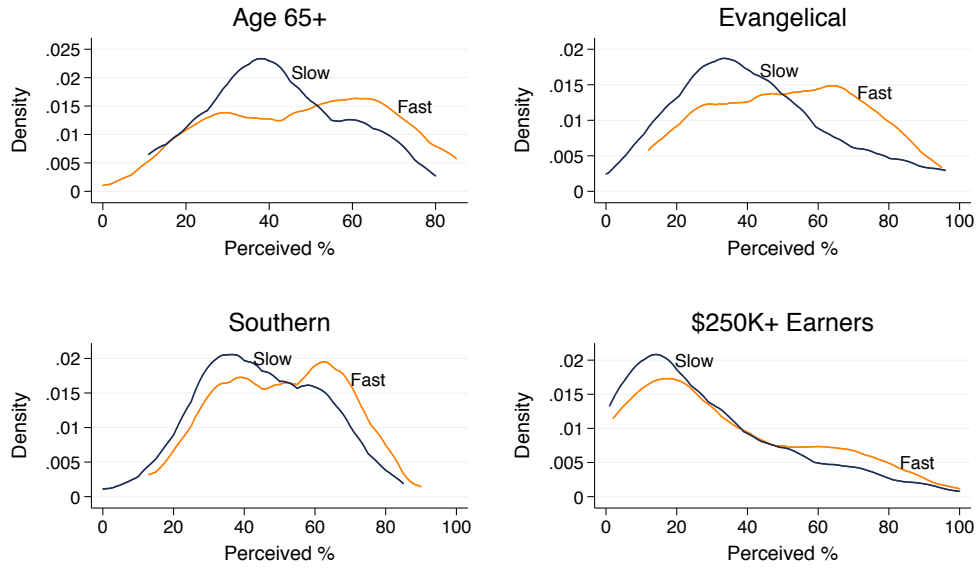 Age 65+
.025
.02
.015
.01
.005
0
Density
Slow
Fast
0 20 40 60 80
Perceived %
Evangelical
.02
.015
.01
.005
0
Density
Slow
Fast
0 20 40 60 80 100
Perceived %
Southern
.02
.015
.01
.005
0
Density
Slow
Fast
0 20 40 60 80 100
Perceived %
$250K+ Earners
.02
.015
.01
.005
0
Density
Slow
Fast
0 20 40 60 80 100
Perceived %